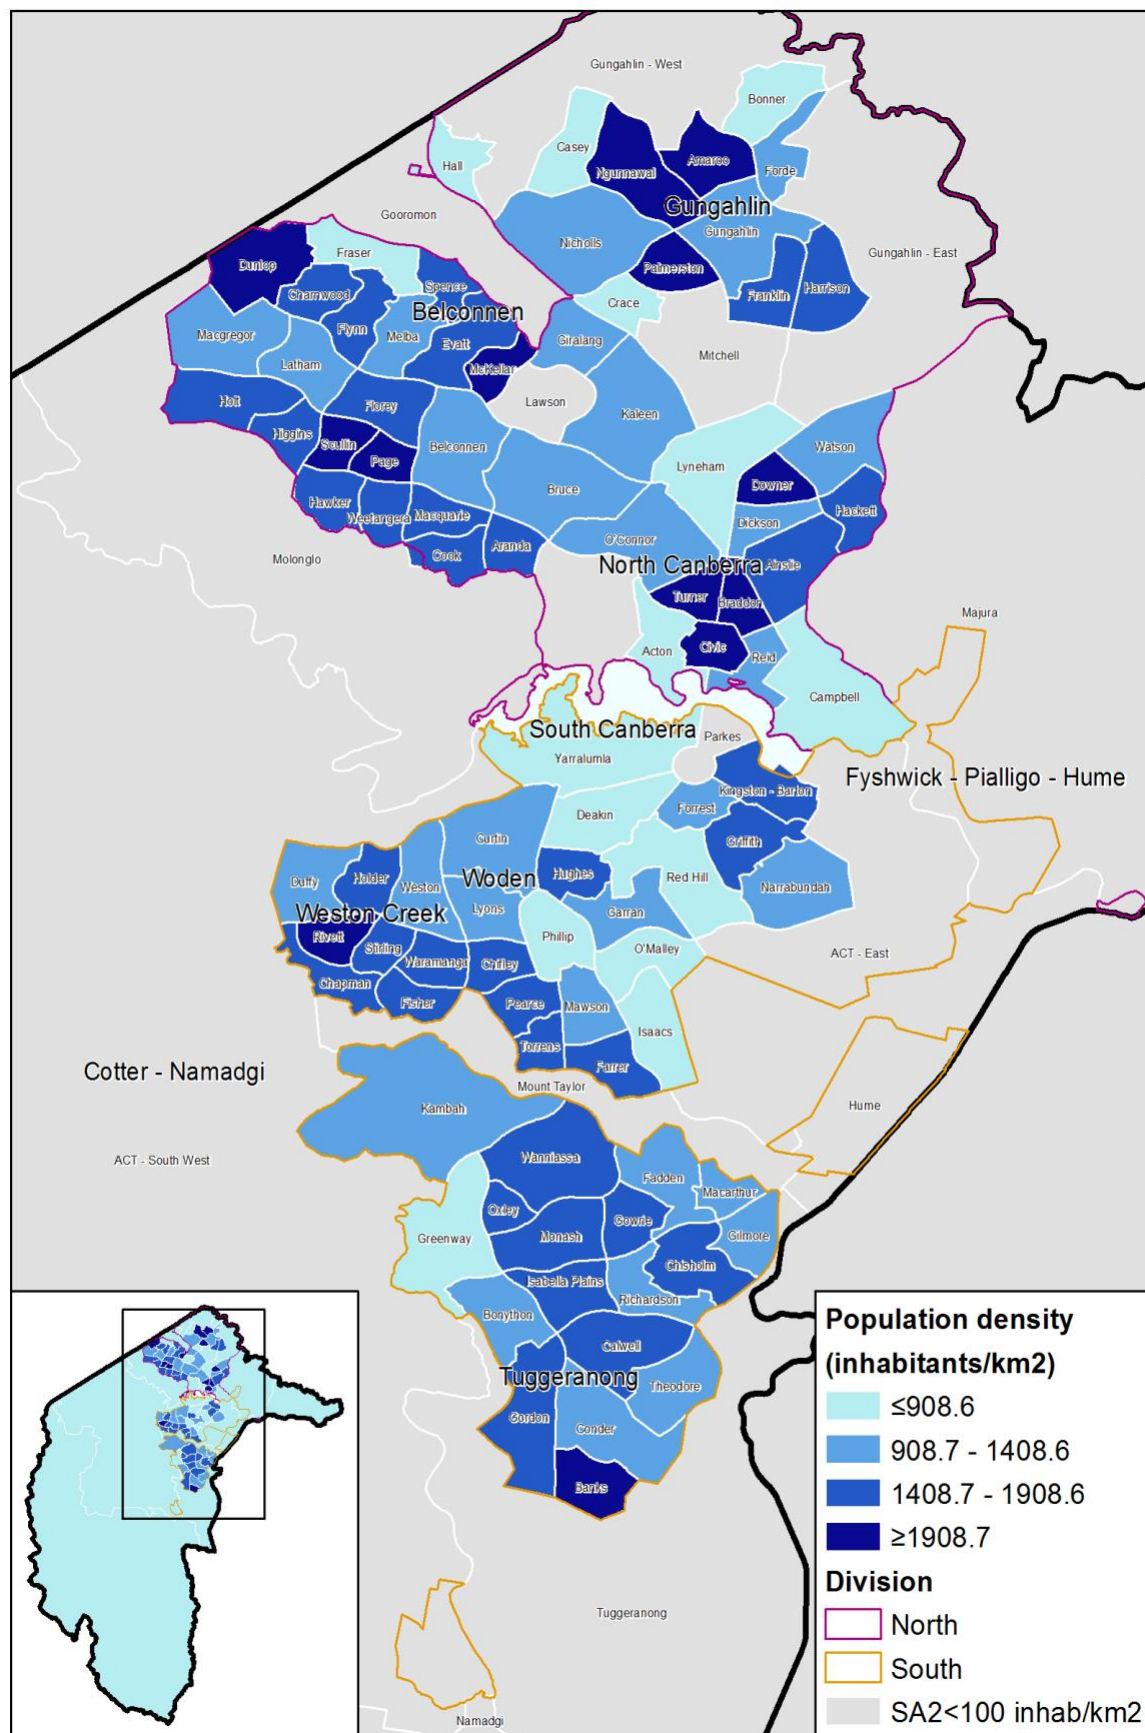 Gungahlin - West
Bonner
Casey
Amaroo
Hall
Ngunnawal
Forde
Gungahlin
Gooromon
Gungahlin
Nicholls
Gungahlin - East
Fraser
Dunlop
Palmerston
Spence
Charnwood
Franklin
Harrison
Crace
Belconnen
Flynn
Melba
Evatt
Macgregor
Giralang
Mitchell
Latham
McKellar
Holt
Lawson
Florey
Kaleen
Higgins
Scullin
Belconnen
Watson
Page
Lyneham
Downer
Bruce
Hawker
Weetangera
Macquarie
Hackett
Dickson
O'Connor
Aranda
Cook
Molonglo
North Canberra
Ainslie
Turner
Braddon
Majura
Civic
Acton
Reid
Campbell
South Canberra
Parkes
Yarralumla
Fyshwick - Pialligo - Hume
Kingston - Barton
Forrest
Deakin
Curtin
Griffith
Hughes
Holder
Woden
Red Hill
Duffy
Weston
Narrabundah
Lyons
Garran
Weston Creek
Rivett
Phillip
Stirling
O'Malley
ACT - East
Waramanga
Chifley
Chapman
Fisher
Pearce
Mawson
Isaacs
Torrens
Farrer
Cotter - Namadgi
Mount Taylor
Kambah
Hume
Wanniassa
ACT - South West
Fadden
Macarthur
Oxley
Gowrie
Greenway
Monash
Gilmore
Chisholm
Isabella Plains
Richardson
Bonython
Calwell
Tuggeranong
Theodore
Gordon
Conder
Banks
Tuggeranong
Namadgi
Population density
(inhabitants/km2)
≤908.6
908.7 - 1408.6
1408.7 - 1908.6
≥1908.7
Division
North
South
SA2<100 inhab/km2